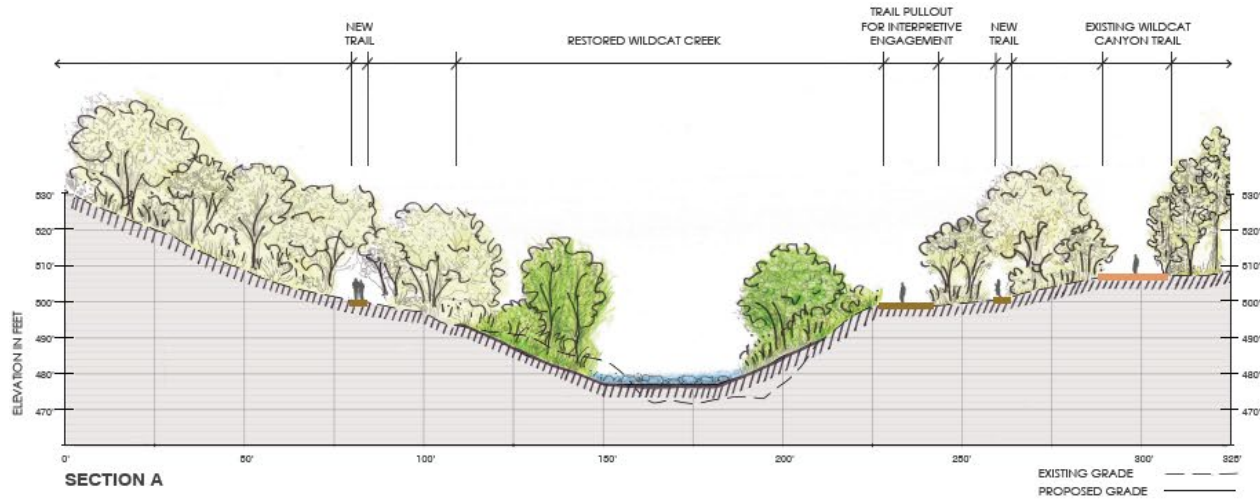 NEW
TRAIL
RESTORED WILDCAT CREEK
TRAIL PULLOUT
FOR INTERPRETIVE
ENGAGEMENT
NEW
TRAIL
EXISTING WILDCAT
CANYON TRAIL
ELEVATION IN FEET
530'
520'
510'
500'
490'
480'
470'
530'
520'
510'
500'
490'
480'
470'
0'
50'
100'
150'
200'
250'
300'
325'
SECTION A
EXISTING GRADE
PROPOSED GRADE